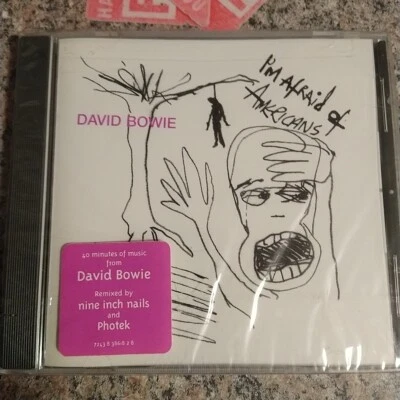 I'M AFRAID of
AMERICANS
DAVID BOWIE
40 minutes of music
from
David Bowie
Remixed by
nine inch nails
and
Photek